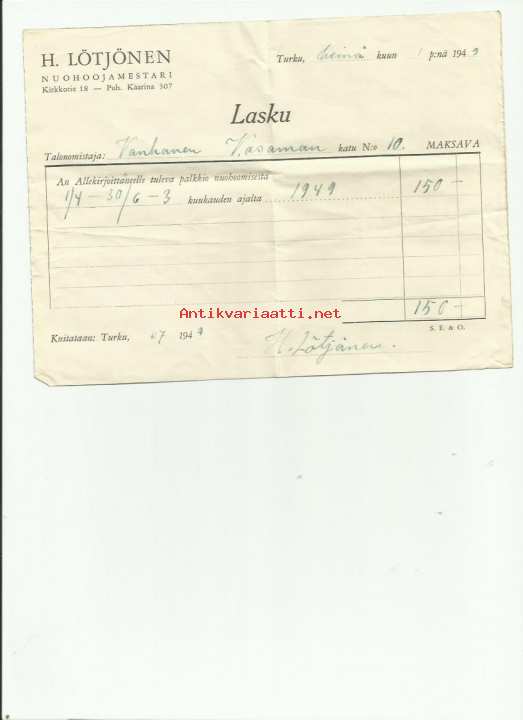 H. LÖTJÖNEN
NUOHOOJAMESTARI
Kirkkotie 18 — Puh. Kaarina 307
Turku, heinä kuun 1 p:nä 1949
Lasku
Talonomistaja: Vanhanen Vasaman katu N:o 10. MAKSAVA
An Allekirjoittaneelle tuleva palkkio nuohoomisesta
1/4 — 30/6 – 3 kuukauden ajalta 1949 150 —
150 —
Antikvariaatti.net
Kuitataan: Turku, /7 1949
S. E. & O.
H. Lötjönen.